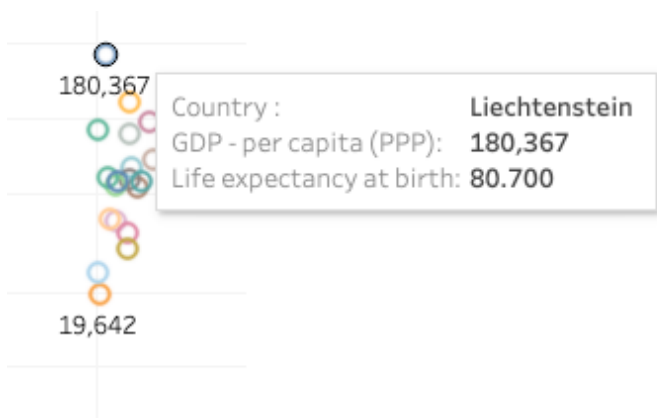 180,367
Country : Liechtenstein
GDP - per capita (PPP): 180,367
Life expectancy at birth: 80.700
19,642